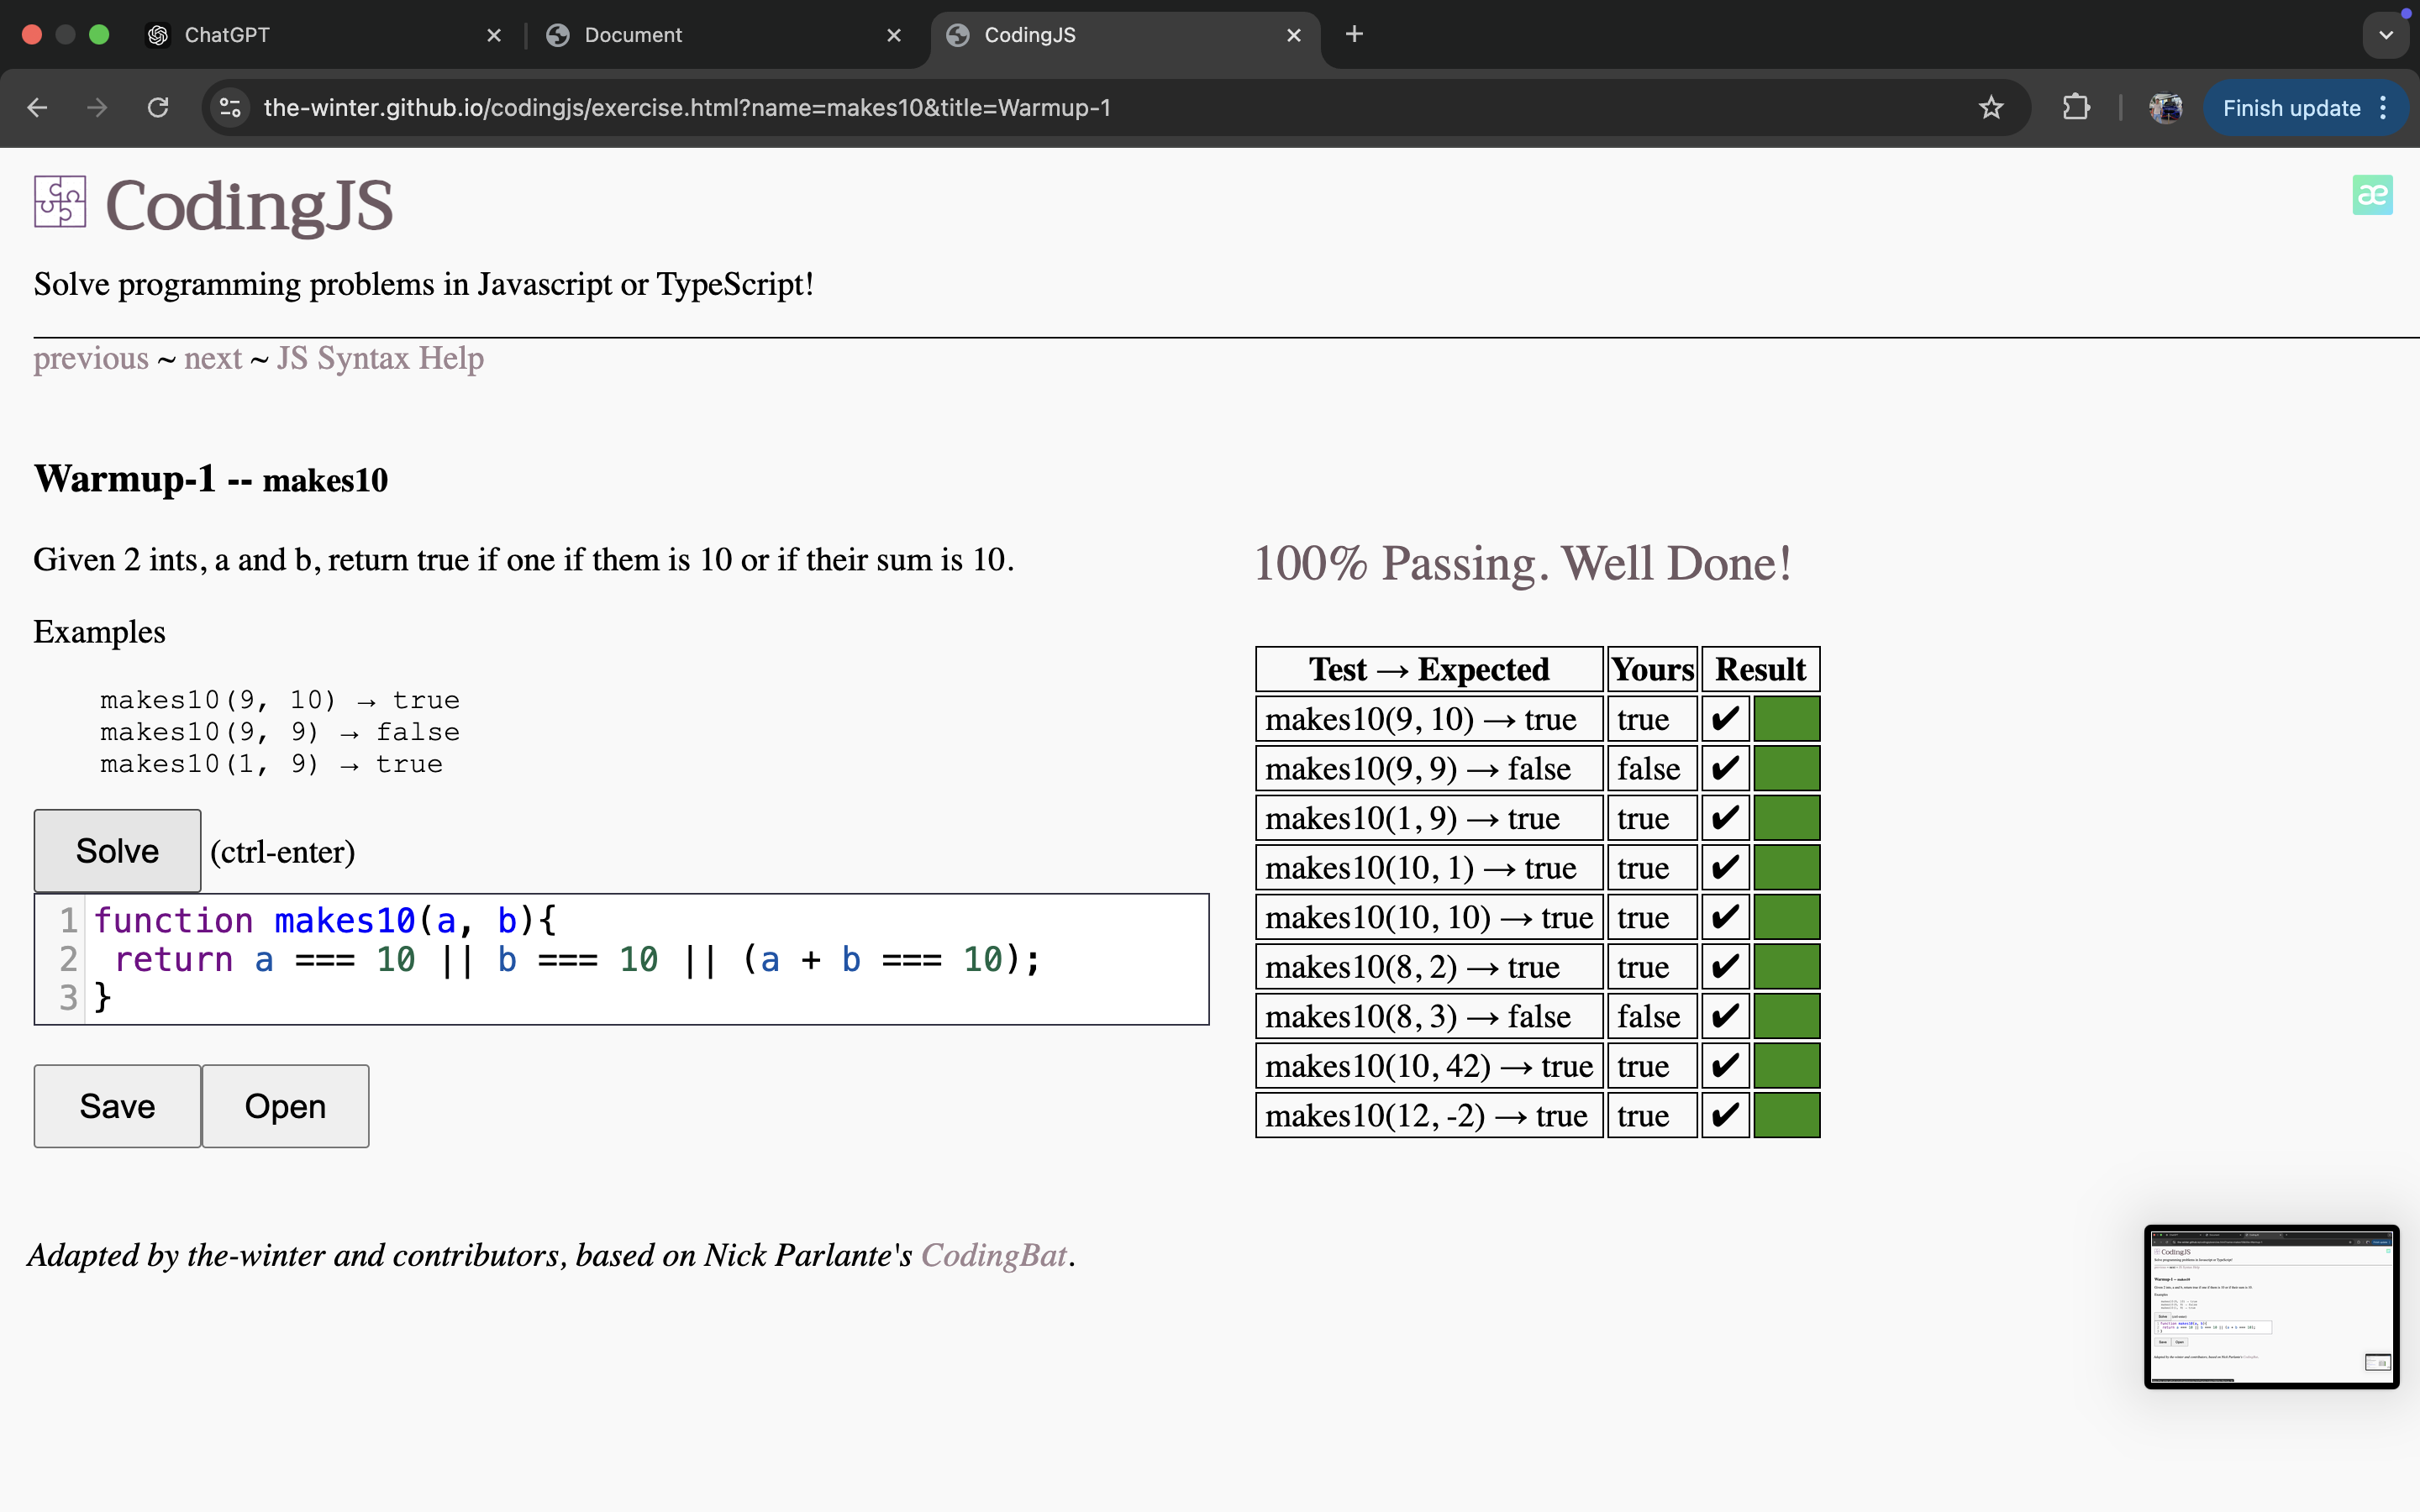 ChatGPT
Document
CodingJS
the-winter.github.io/codingjs/exercise.html?name=makes10&title=Warmup-1
Finish update
CodingJS
æ
Solve programming problems in Javascript or TypeScript!
previous ~ next ~ JS Syntax Help
Warmup-1 -- makes10
Given 2 ints, a and b, return true if one if them is 10 or if their sum is 10.
Examples
makes10(9, 10) → true
makes10(9, 9) → false
makes10(1, 9) → true
Solve (ctrl-enter)
1 function makes10(a, b){
2  return a === 10 || b === 10 || (a + b === 10);
3 }
Save Open
100% Passing. Well Done!
Test → Expected Yours Result
makes10(9, 10) → true true ✔
makes10(9, 9) → false false ✔
makes10(1, 9) → true true ✔
makes10(10, 1) → true true ✔
makes10(10, 10) → true true ✔
makes10(8, 2) → true true ✔
makes10(8, 3) → false false ✔
makes10(10, 42) → true true ✔
makes10(12, -2) → true true ✔
Adapted by the-winter and contributors, based on Nick Parlante's CodingBat.
CodingJS